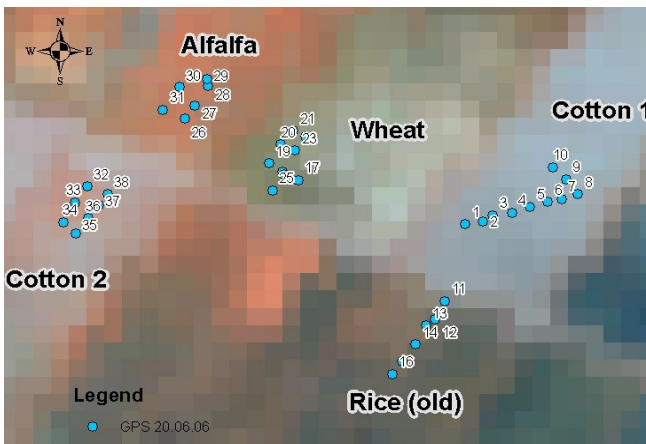 N
W E
S
Alfalfa
Cotton 1
Wheat
30 29
31 28
27
26
21
20 23
19 17
25
10
9
5 6 7 8
1 3 4
2
32
33 38
34 36 37
35
Cotton 2
11
13
14 12
16
Rice (old)
Legend
GPS 20.06.06